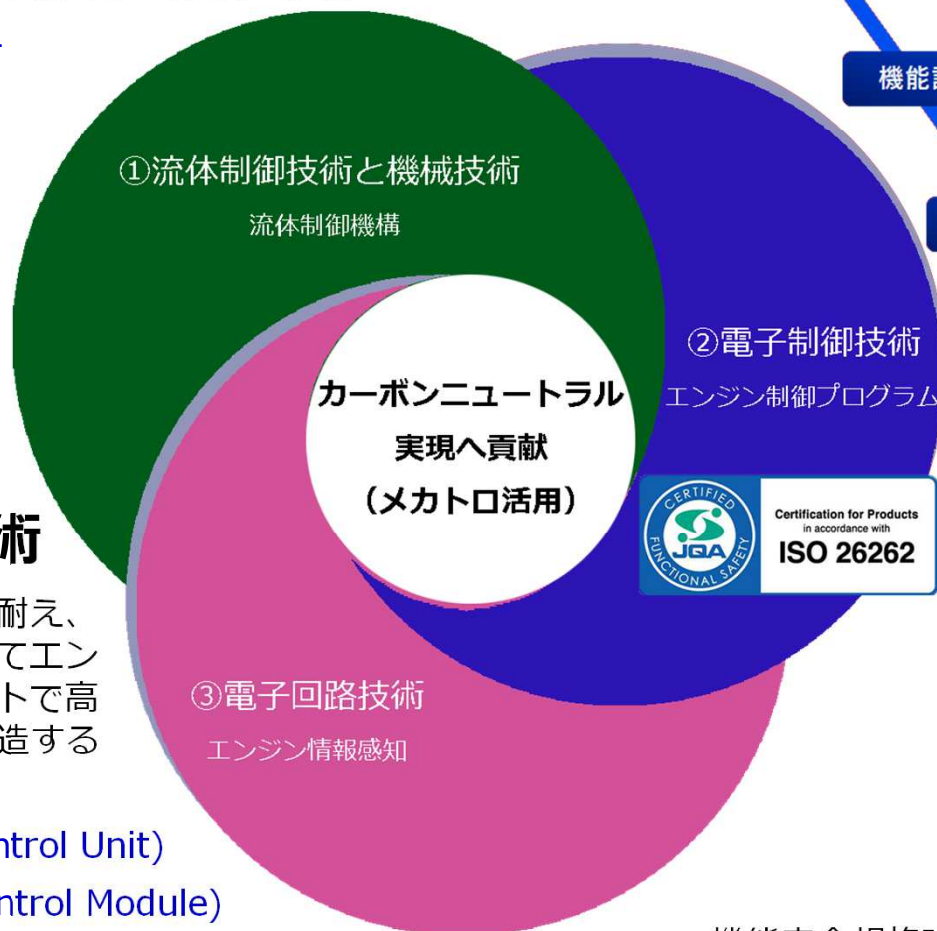 機能
①流体制御技術と機械技術
流体制御機構
②電子制御技術
エンジン制御プログラム
カーボンニュートラル
実現へ貢献
(メカトロ活用)
CERTIFIED
JQA
FUNCTIONAL SAFETY
Certification for Products
in accordance with
ISO 26262
術
耐え、
てエン
トで高
造する
③電子回路技術
エンジン情報感知
ntrol Unit)
ntrol Module)